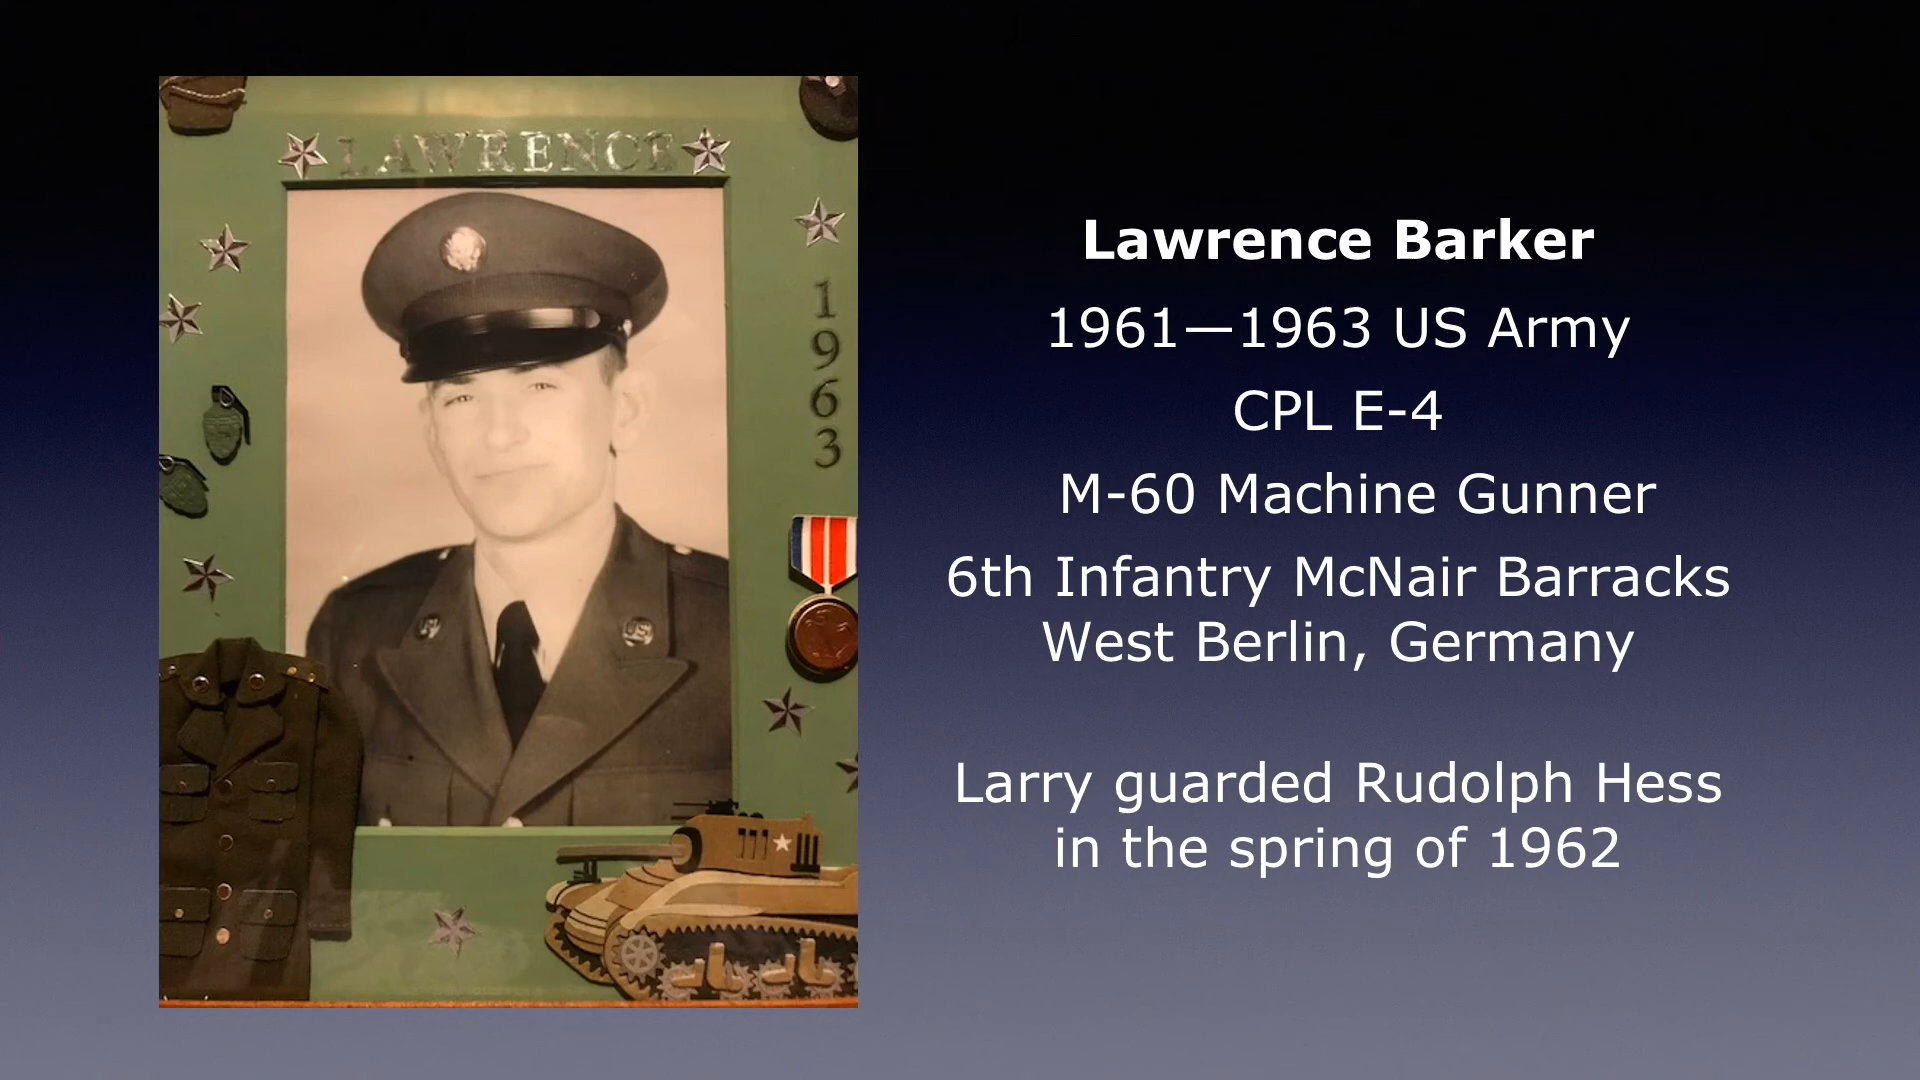 LAWRENCE
1963
Lawrence Barker
1961—1963 US Army
CPL E-4
M-60 Machine Gunner
6th Infantry McNair Barracks
West Berlin, Germany
Larry guarded Rudolph Hess
in the spring of 1962